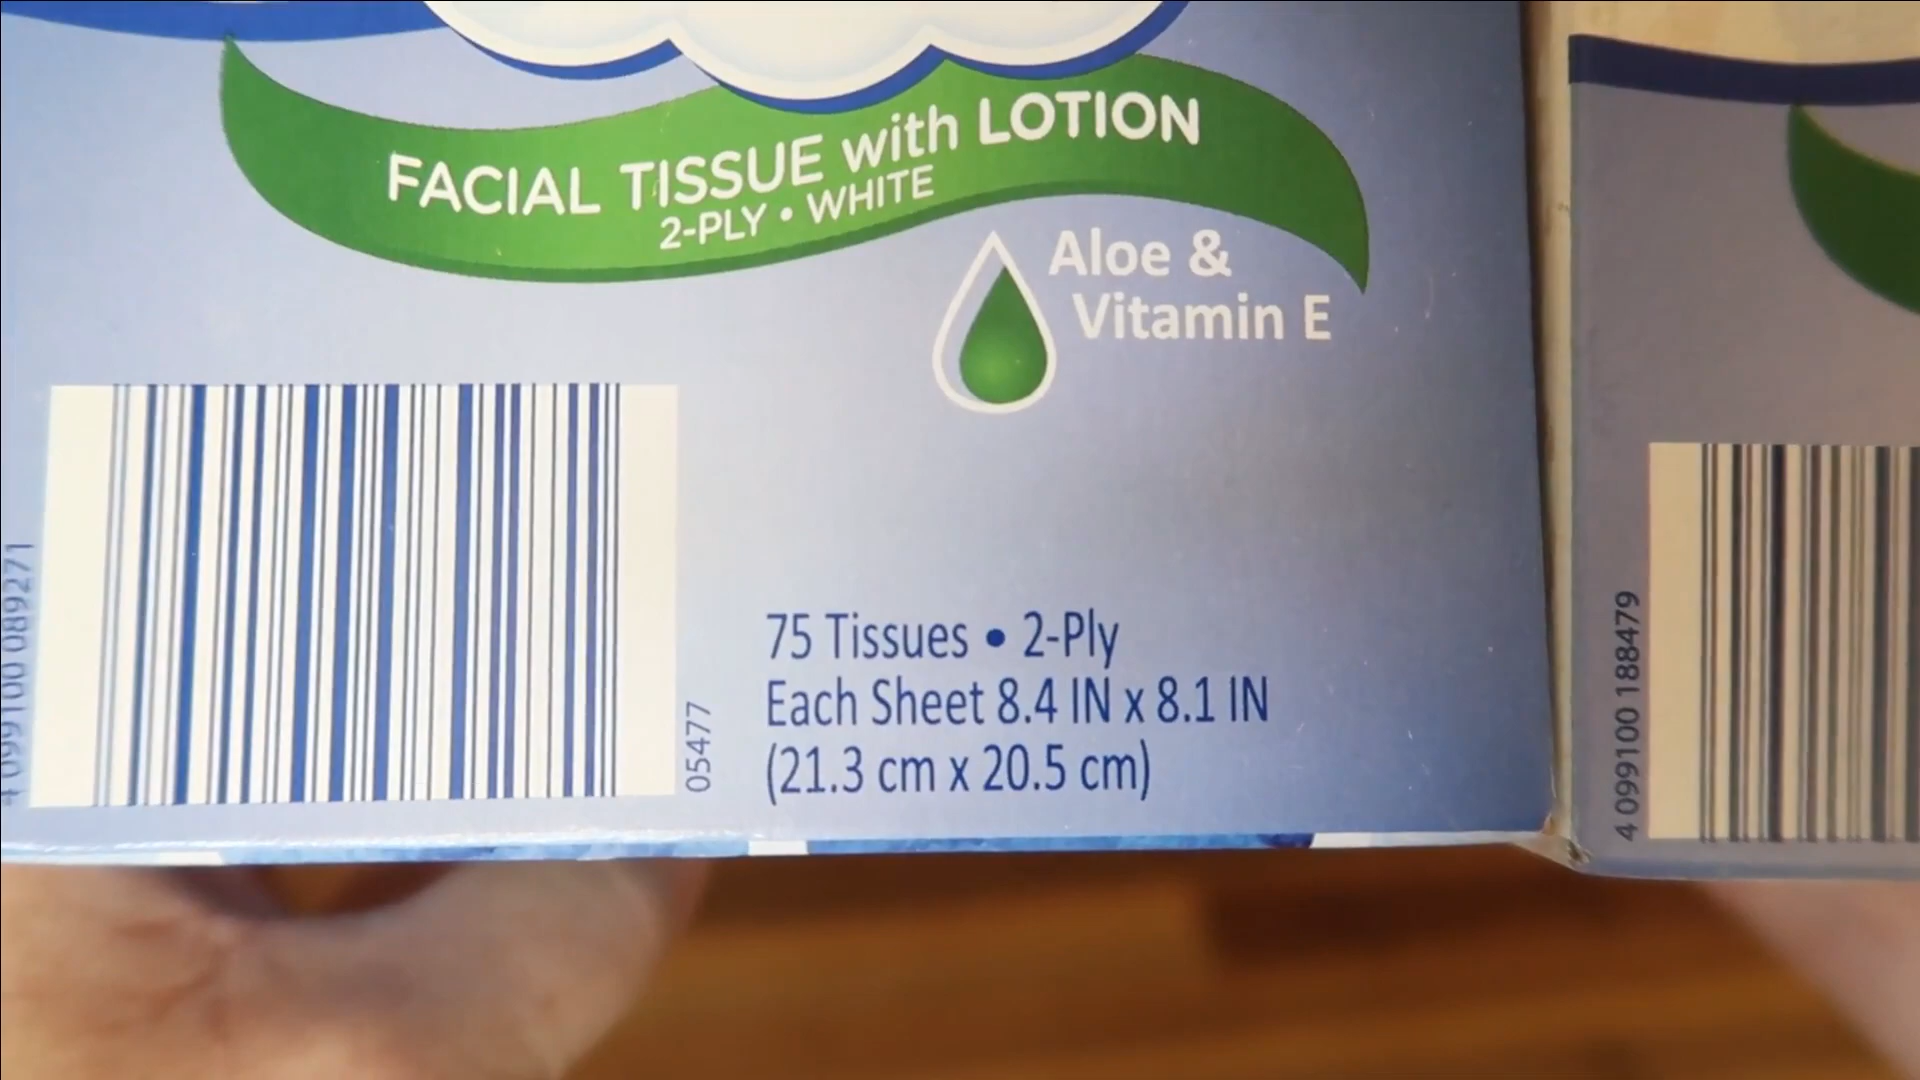 FACIAL TISSUE with LOTION
2-PLY • WHITE
Aloe &
Vitamin E
4 099100 089271
05477
75 Tissues • 2-Ply
Each Sheet 8.4 IN x 8.1 IN
(21.3 cm x 20.5 cm)
4 099100 188479